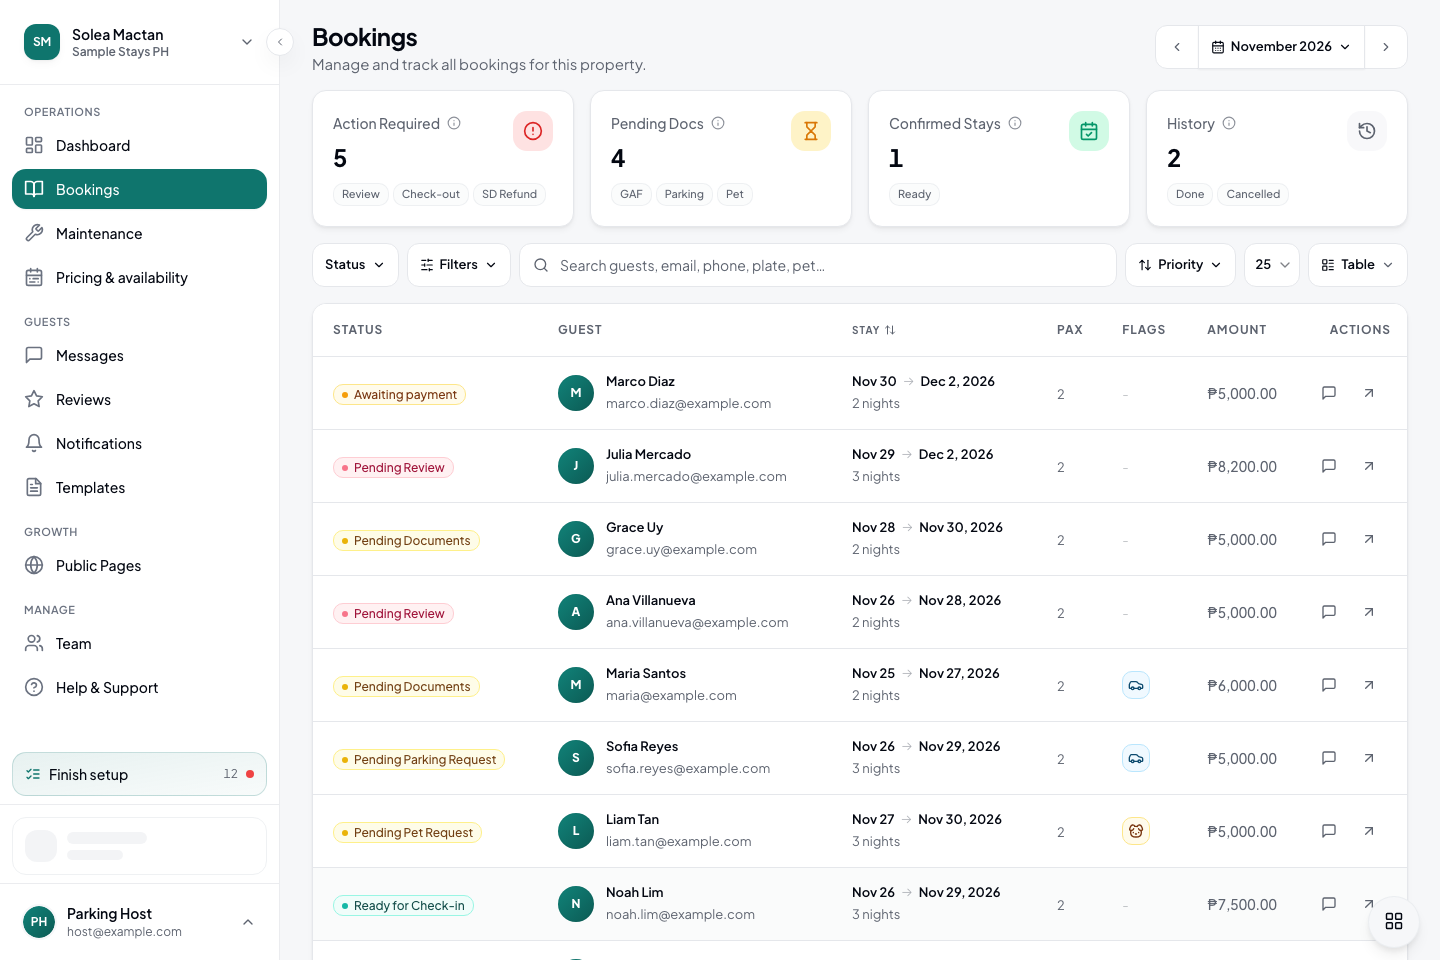 SM
Solea Mactan
Sample Stays PH
OPERATIONS
Dashboard
Bookings
Maintenance
Pricing & availability
GUESTS
Messages
Reviews
Notifications
Templates
GROWTH
Public Pages
MANAGE
Team
Help & Support
Finish setup 12
PH
Parking Host
host@example.com
Bookings
Manage and track all bookings for this property.
November 2026
Action Required
5
Review Check-out SD Refund
Pending Docs
4
GAF Parking Pet
Confirmed Stays
1
Ready
History
2
Done Cancelled
Status Filters Search guests, email, phone, plate, pet... Priority 25 Table
STATUS GUEST STAY PAX FLAGS AMOUNT ACTIONS
Awaiting payment M Marco Diaz Nov 30 → Dec 2, 2026 2 - ₱5,000.00
marco.diaz@example.com 2 nights
Pending Review J Julia Mercado Nov 29 → Dec 2, 2026 2 - ₱8,200.00
julia.mercado@example.com 3 nights
Pending Documents G Grace Uy Nov 28 → Nov 30, 2026 2 - ₱5,000.00
grace.uy@example.com 2 nights
Pending Review A Ana Villanueva Nov 26 → Nov 28, 2026 2 - ₱5,000.00
ana.villanueva@example.com 2 nights
Pending Documents M Maria Santos Nov 25 → Nov 27, 2026 2 ₱6,000.00
maria@example.com 2 nights
Pending Parking Request S Sofia Reyes Nov 26 → Nov 29, 2026 2 ₱5,000.00
sofia.reyes@example.com 3 nights
Pending Pet Request L Liam Tan Nov 27 → Nov 30, 2026 2 ₱5,000.00
liam.tan@example.com 3 nights
Ready for Check-in N Noah Lim Nov 26 → Nov 29, 2026 2 - ₱7,500.00
noah.lim@example.com 3 nights